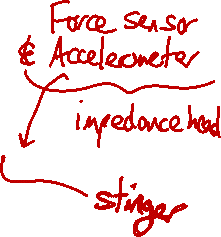 Force sensor
& Accelerometer
impedance head
stinger